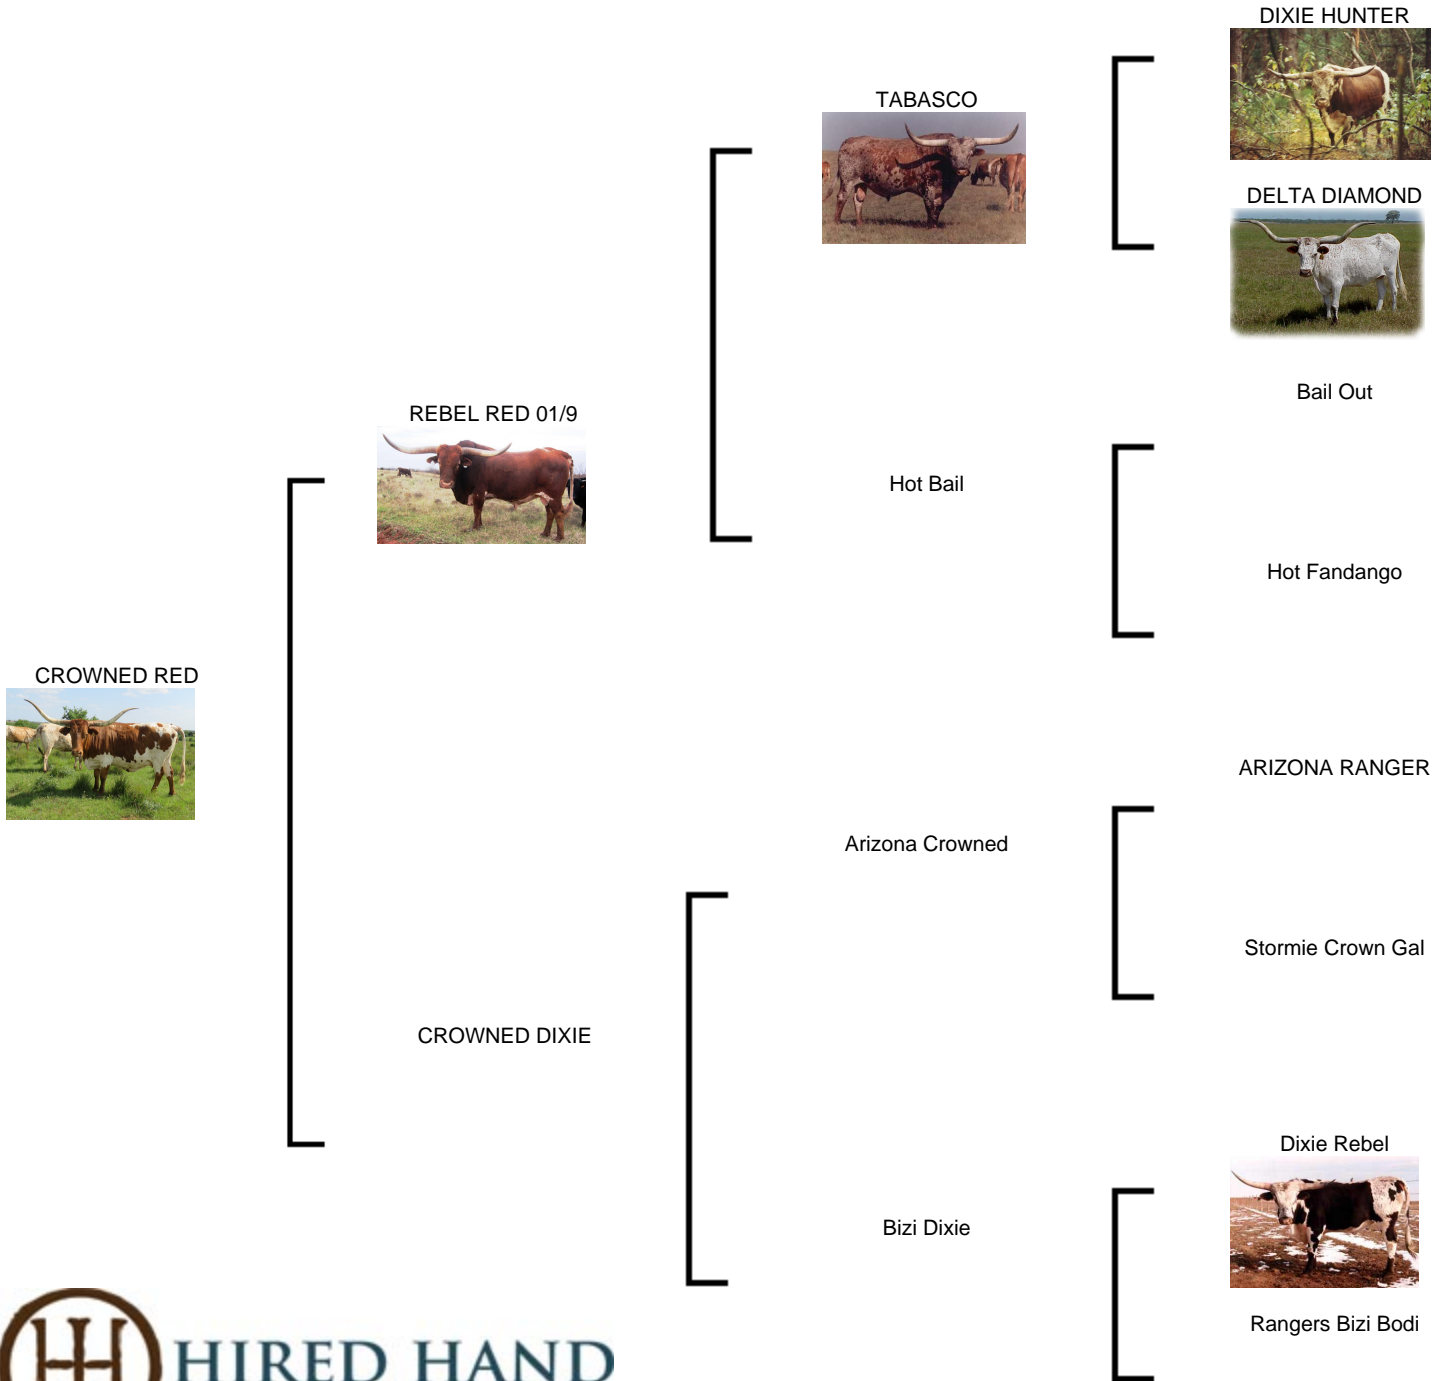 DIXIE HUNTER
TABASCO
DELTA DIAMOND
Bail Out
REBEL RED 01/9
Hot Bail
Hot Fandango
CROWNED RED
ARIZONA RANGER
Arizona Crowned
Stormie Crown Gal
CROWNED DIXIE
Dixie Rebel
Bizi Dixie
Rangers Bizi Bodi
HIRED HAND